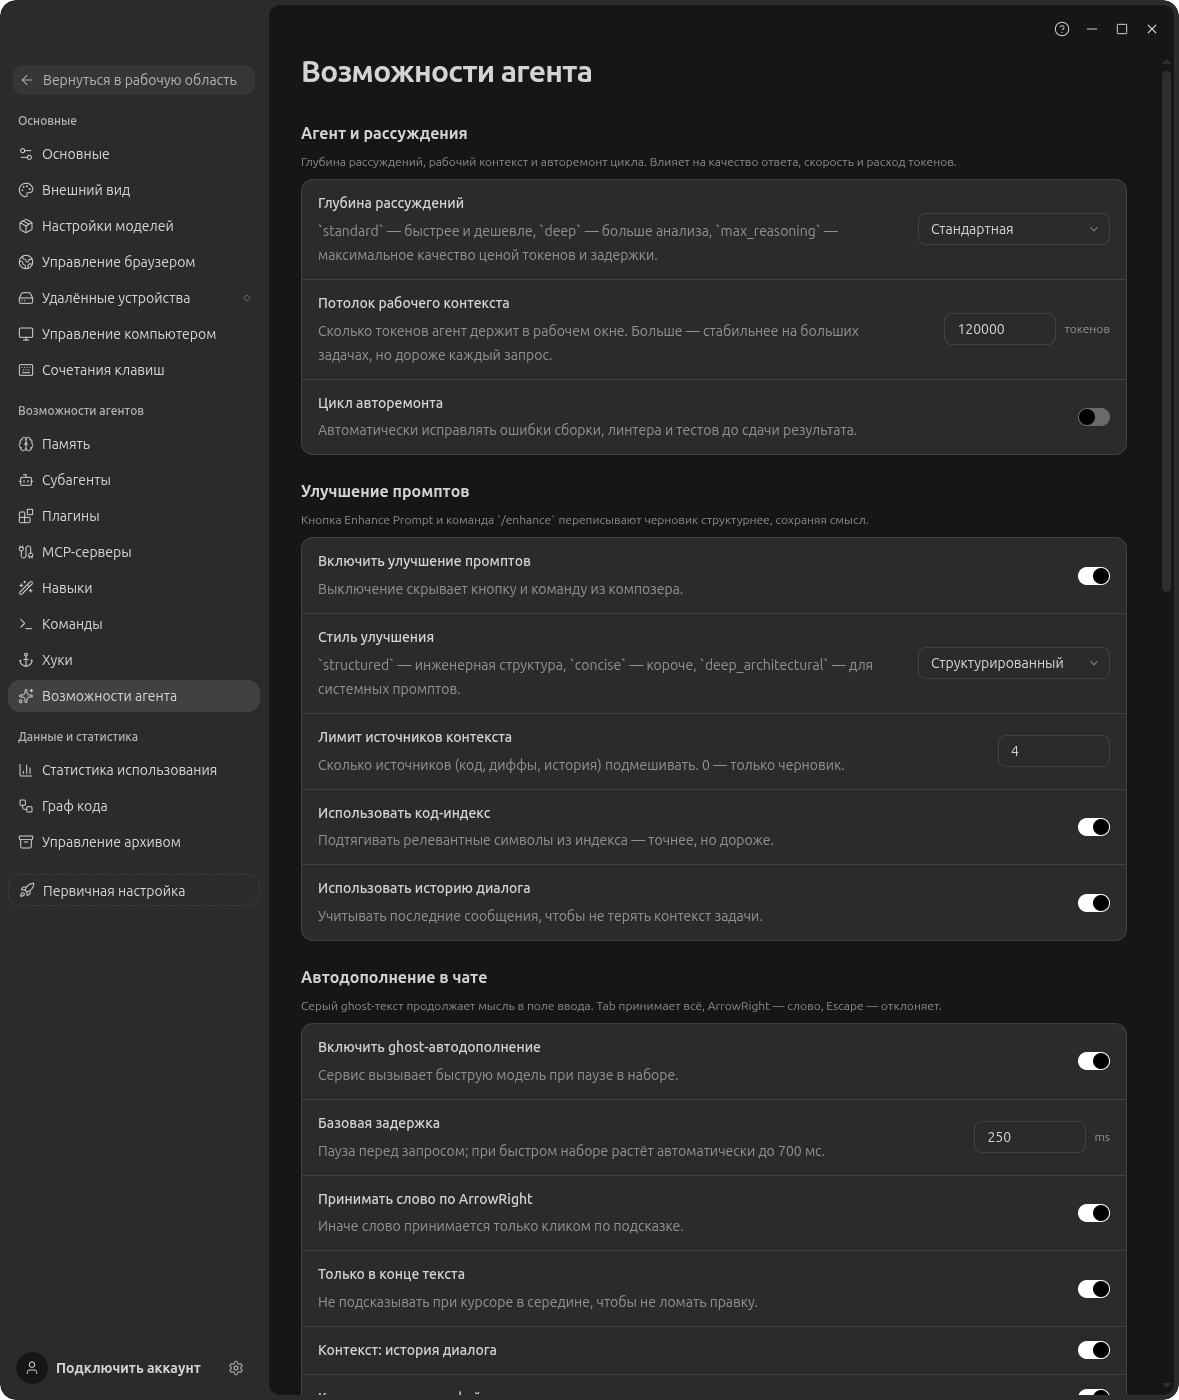 Вернуться в рабочую область
Основные
Основные
Внешний вид
Настройки моделей
Управление браузером
Удалённые устройства
Управление компьютером
Сочетания клавиш
Возможности агентов
Память
Субагенты
Плагины
MCP-серверы
Навыки
Команды
Хуки
Возможности агента
Данные и статистика
Статистика использования
Граф кода
Управление архивом
Первичная настройка
Подключить аккаунт
Возможности агента
Агент и рассуждения
Глубина рассуждений, рабочий контекст и авторемонт цикла. Влияет на качество ответа, скорость и расход токенов.
Глубина рассуждений
`standard` — быстрее и дешевле, `deep` — больше анализа, `max_reasoning` —
максимальное качество ценой токенов и задержки.
Стандартная
Потолок рабочего контекста
Сколько токенов агент держит в рабочем окне. Больше — стабильнее на больших
задачах, но дороже каждый запрос.
120000 токенов
Цикл авторемонта
Автоматически исправлять ошибки сборки, линтера и тестов до сдачи результата.
Улучшение промптов
Кнопка Enhance Prompt и команда `/enhance` переписывают черновик структурнее, сохраняя смысл.
Включить улучшение промптов
Выключение скрывает кнопку и команду из композера.
Стиль улучшения
`structured` — инженерная структура, `concise` — короче, `deep_architectural` — для
системных промптов.
Структурированный
Лимит источников контекста
Сколько источников (код, диффы, история) подмешивать. 0 — только черновик.
4
Использовать код-индекс
Подтягивать релевантные символы из индекса — точнее, но дороже.
Использовать историю диалога
Учитывать последние сообщения, чтобы не терять контекст задачи.
Автодополнение в чате
Серый ghost-текст продолжает мысль в поле ввода. Tab принимает всё, ArrowRight — слово, Escape — отклоняет.
Включить ghost-автодополнение
Сервис вызывает быструю модель при паузе в наборе.
Базовая задержка
Пауза перед запросом; при быстром наборе растёт автоматически до 700 мс.
250 ms
Принимать слово по ArrowRight
Иначе слово принимается только кликом по подсказке.
Только в конце текста
Не подсказывать при курсоре в середине, чтобы не ломать правку.
Контекст: история диалога